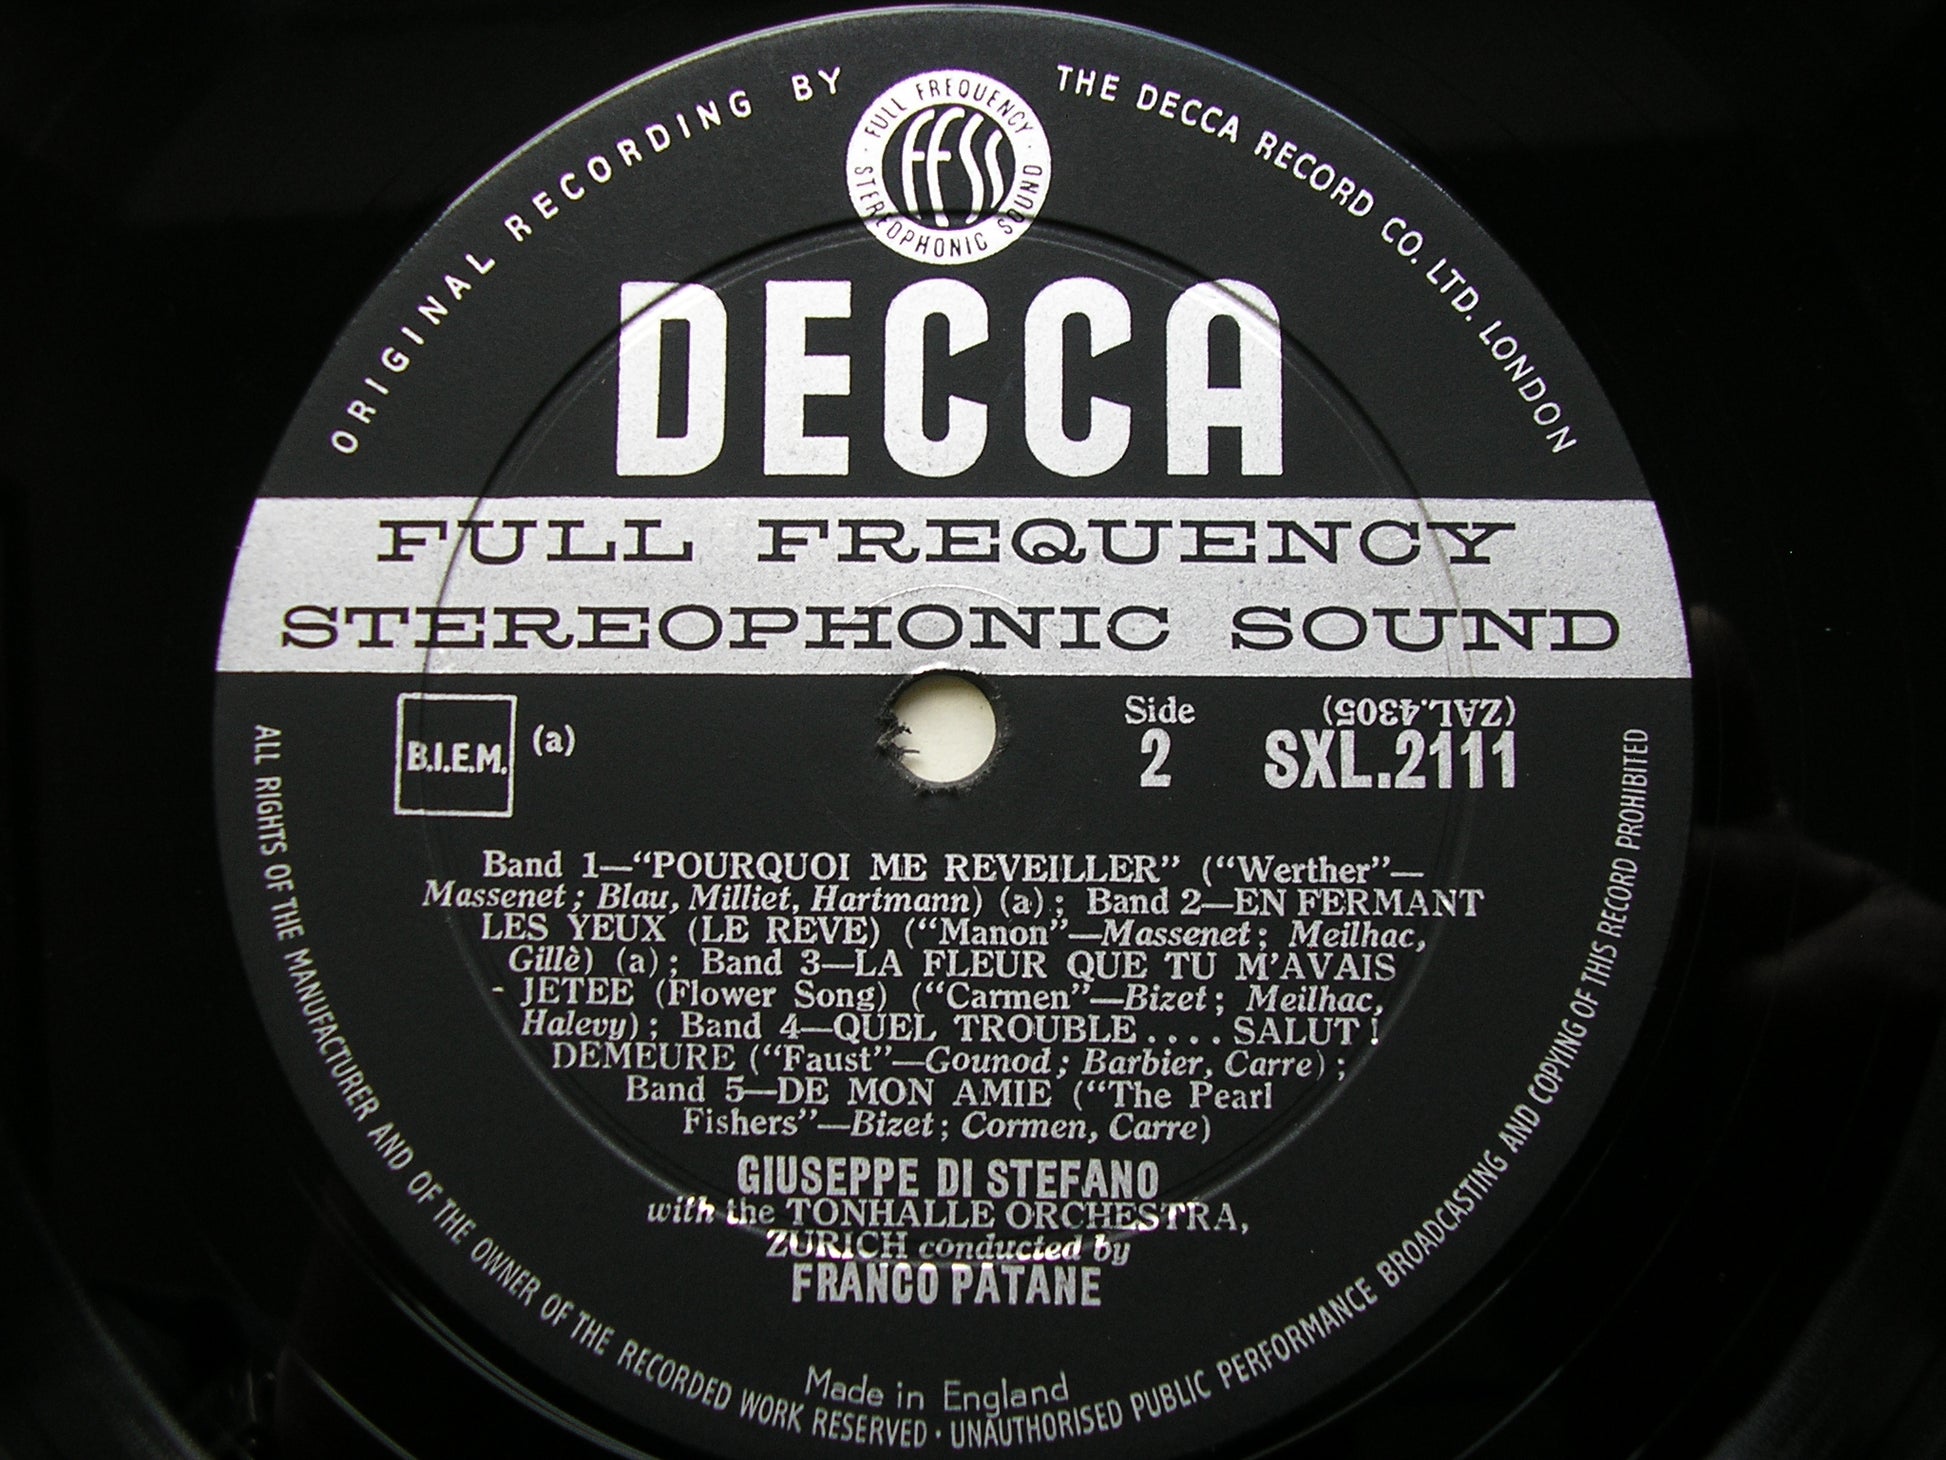 ORIGINAL RECORDING BY THE DECCA RECORD CO. LTD. LONDON
FULL FREQUENCY · STEREOPHONIC SOUND ·
FFSS
DECCA
FULL FREQUENCY
STEREOPHONIC SOUND
B.I.E.M. (a)
Side
2
(ZAL.4305)
SXL.2111
Band 1—“POURQUOI ME REVEILLER” (“Werther”—
Massenet; Blau, Milliet, Hartmann) (a); Band 2—EN FERMANT
LES YEUX (LE REVE) (“Manon”—Massenet; Meilhac,
Gillè) (a); Band 3—LA FLEUR QUE TU M’AVAIS
- JETEE (Flower Song) (“Carmen”—Bizet; Meilhac,
Halevy); Band 4—QUEL TROUBLE.... SALUT!
DEMEURE (“Faust”—Gounod; Barbier, Carre);
Band 5—DE MON AMIE (“The Pearl
Fishers”—Bizet; Cormen, Carre)
GIUSEPPE DI STEFANO
with the TONHALLE ORCHESTRA,
ZURICH conducted by
FRANCO PATANE
Made in England
ALL RIGHTS OF THE MANUFACTURER AND OF THE OWNER OF THE RECORDED WORK RESERVED · UNAUTHORISED PUBLIC PERFORMANCE BROADCASTING AND COPYING OF THIS RECORD PROHIBITED